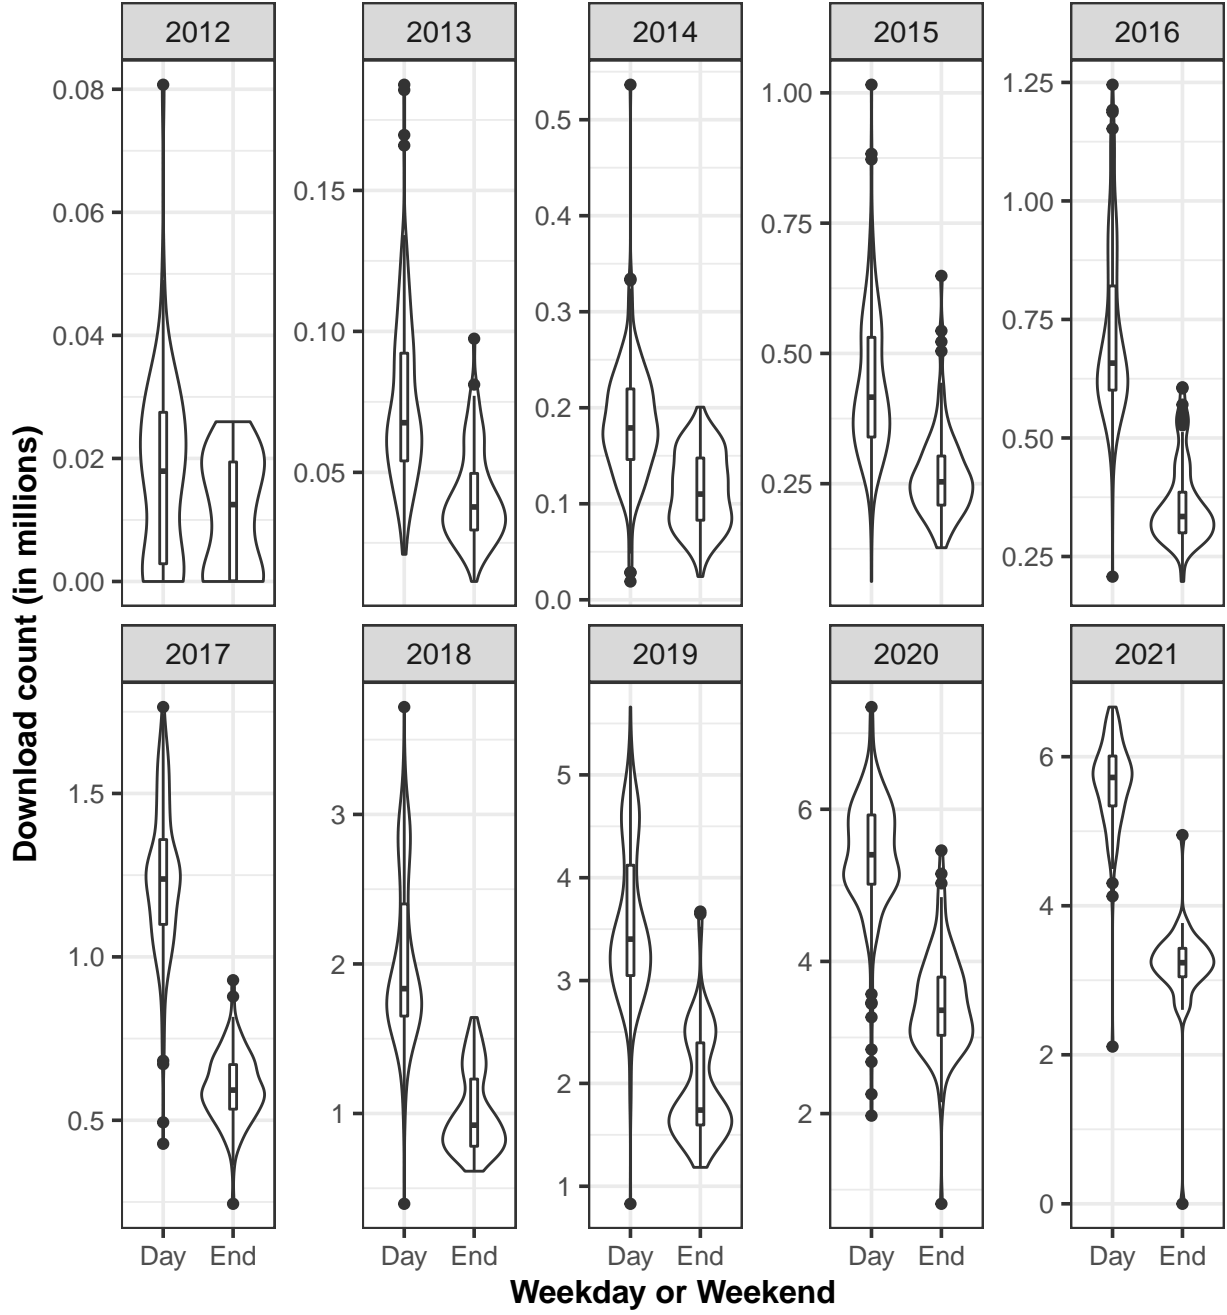 2012 2013 2014 2015 2016
0.08 0.06 0.04 0.02 0.00
0.15 0.10 0.05
0.5 0.4 0.3 0.2 0.1 0.0
1.00 0.75 0.50 0.25
1.25 1.00 0.75 0.50 0.25
Download count (in millions)
2017 2018 2019 2020 2021
1.5 1.0 0.5
3 2 1
5 4 3 2 1
6 4 2
6 4 2 0
Day End Day End Day End Day End Day End
Weekday or Weekend